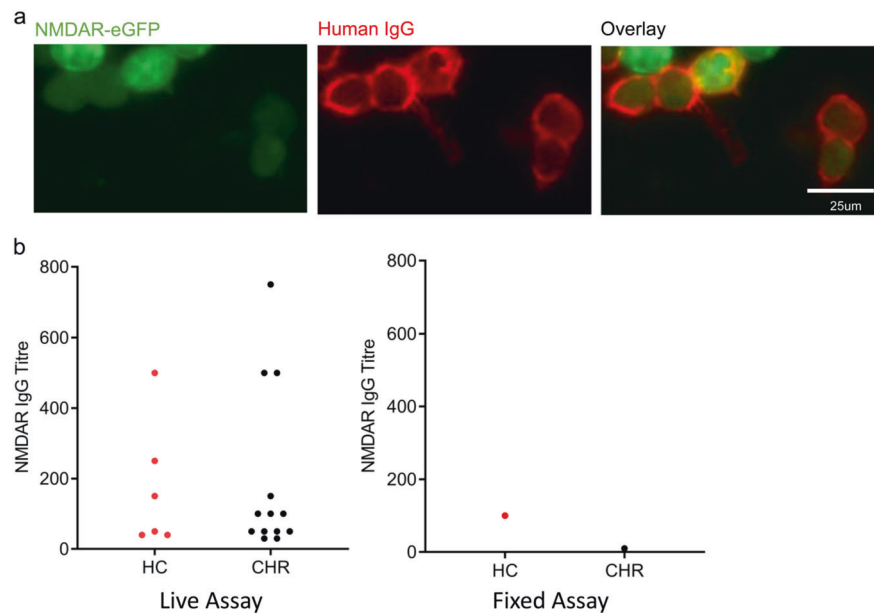 a
NMDAR-eGFP
Human IgG
Overlay
25um
b
800
600
400
200
0
NMDAR IgG Titre
HC
CHR
Live Assay
800
600
400
200
0
NMDAR IgG Titre
HC
CHR
Fixed Assay